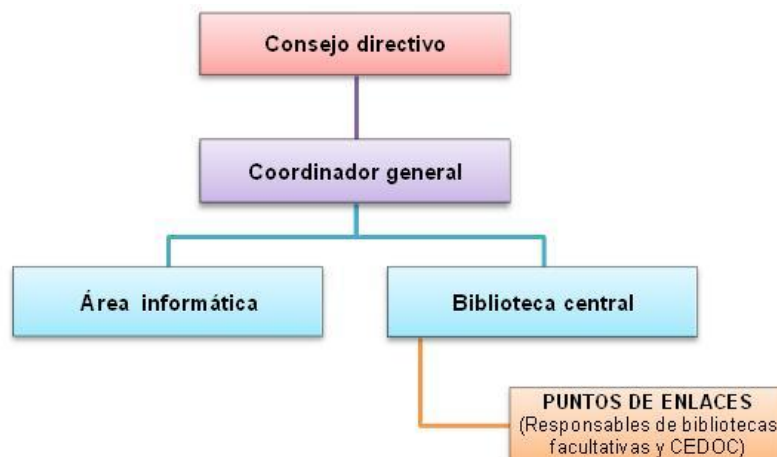 Consejo directivo
Coordinador general
Área informática
Biblioteca central
PUNTOS DE ENLACES
(Responsables de bibliotecas
facultativas y CEDOC)